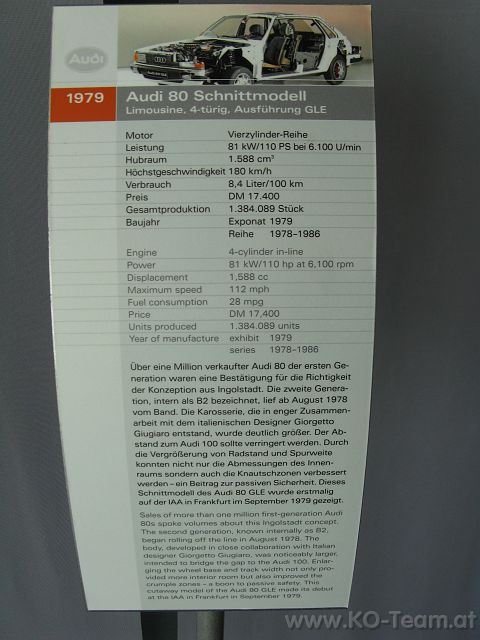 Audi
1979 Audi 80 Schnittmodell
Limousine, 4-türig, Ausführung GLE
Motor Vierzylinder-Reihe
Leistung 81 kW/110 PS bei 6.100 U/min
Hubraum 1.588 cm³
Höchstgeschwindigkeit 180 km/h
Verbrauch 8,4 Liter/100 km
Preis DM 17.400
Gesamtproduktion 1.384.089 Stück
Baujahr Exponat 1979
Reihe 1978–1986
Engine 4-cylinder in-line
Power 81 kW/110 hp at 6,100 rpm
Displacement 1,588 cc
Maximum speed 112 mph
Fuel consumption 28 mpg
Price DM 17,400
Units produced 1.384.089 units
Year of manufacture exhibit 1979
series 1978–1986
Über eine Million verkaufter Audi 80 der ersten Ge-
neration waren eine Bestätigung für die Richtigkeit
der Konzeption aus Ingolstadt. Die zweite Genera-
tion, intern als B2 bezeichnet, lief ab August 1978
vom Band. Die Karosserie, die in enger Zusammen-
arbeit mit dem italienischen Designer Giorgetto
Giugiaro entstand, wurde deutlich größer. Der Ab-
stand zum Audi 100 sollte verringert werden. Durch
die Vergrößerung von Radstand und Spurweite
konnten nicht nur die Abmessungen des Innen-
raums sondern auch die Knautschzonen verbessert
werden – ein Beitrag zur passiven Sicherheit. Dieses
Schnittmodell des Audi 80 GLE wurde erstmalig
auf der IAA in Frankfurt im September 1979 gezeigt.
Sales of more than one million first-generation Audi
80s spoke volumes about this Ingolstadt concept.
The second generation, known internally as B2,
began rolling off the line in August 1978. The
body, developed in close collaboration with Italian
designer Giorgetto Giugiaro, was noticeably larger,
intended to bridge the gap to the Audi 100. Enlar-
ging the wheel base and track width not only pro-
vided more interior room but also improved the
crumple zones – a boon to passive safety. This
cutaway model of the Audi 80 GLE made its debut
at the IAA in Frankfurt in September 1979.
www.KO-Team.at